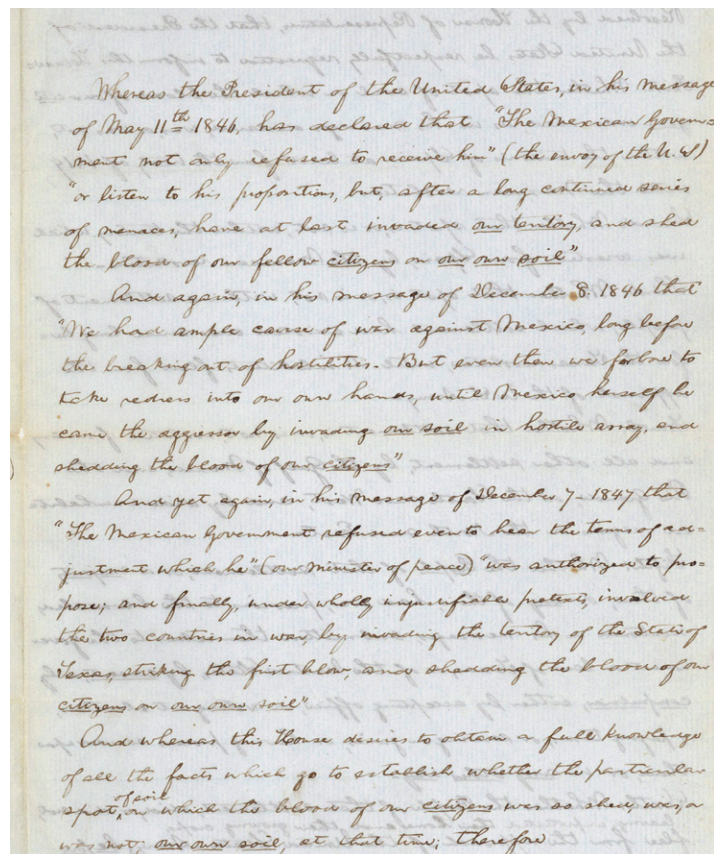 Whereas the President of the United States, in his message
of May 11th 1846, has declared that "The Mexican Govern=
ment not only refused to receive him" (the envoy of the U.S.)
"or listen to his propositions, but, after a long continued series
of menaces, have at last invaded our teritory, and shed
the blood of our fellow citizens on our own soil"
And again, in his message of December 8, 1846 that
"We had ample cause of war against Mexico, long before
the breaking out of hostilities. But even then we forbore to
take redress into our own hands, until Mexico herself be
came the aggressor by invading our soil in hostile array, and
shedding the blood of our citizens"
And yet again, in his message of December 7- 1847 that
"The Mexican Government refused even to hear the terms of ad=
justment which he" (our minister of peace) "was authorized to pro=
pose; and finally, under wholly unjustifiable pretexts, involved
the two countries in war, by invading the teritory of the State of
Texas, striking the first blow, and shedding the blood of our
citizens on our own soil"
And whereas this House desires to obtain a full knowledge
of all the facts which go to establish whether the particular
spot of soil on which the blood of our citizens was so shed, was, or
was not, our own soil, at that time; therefore